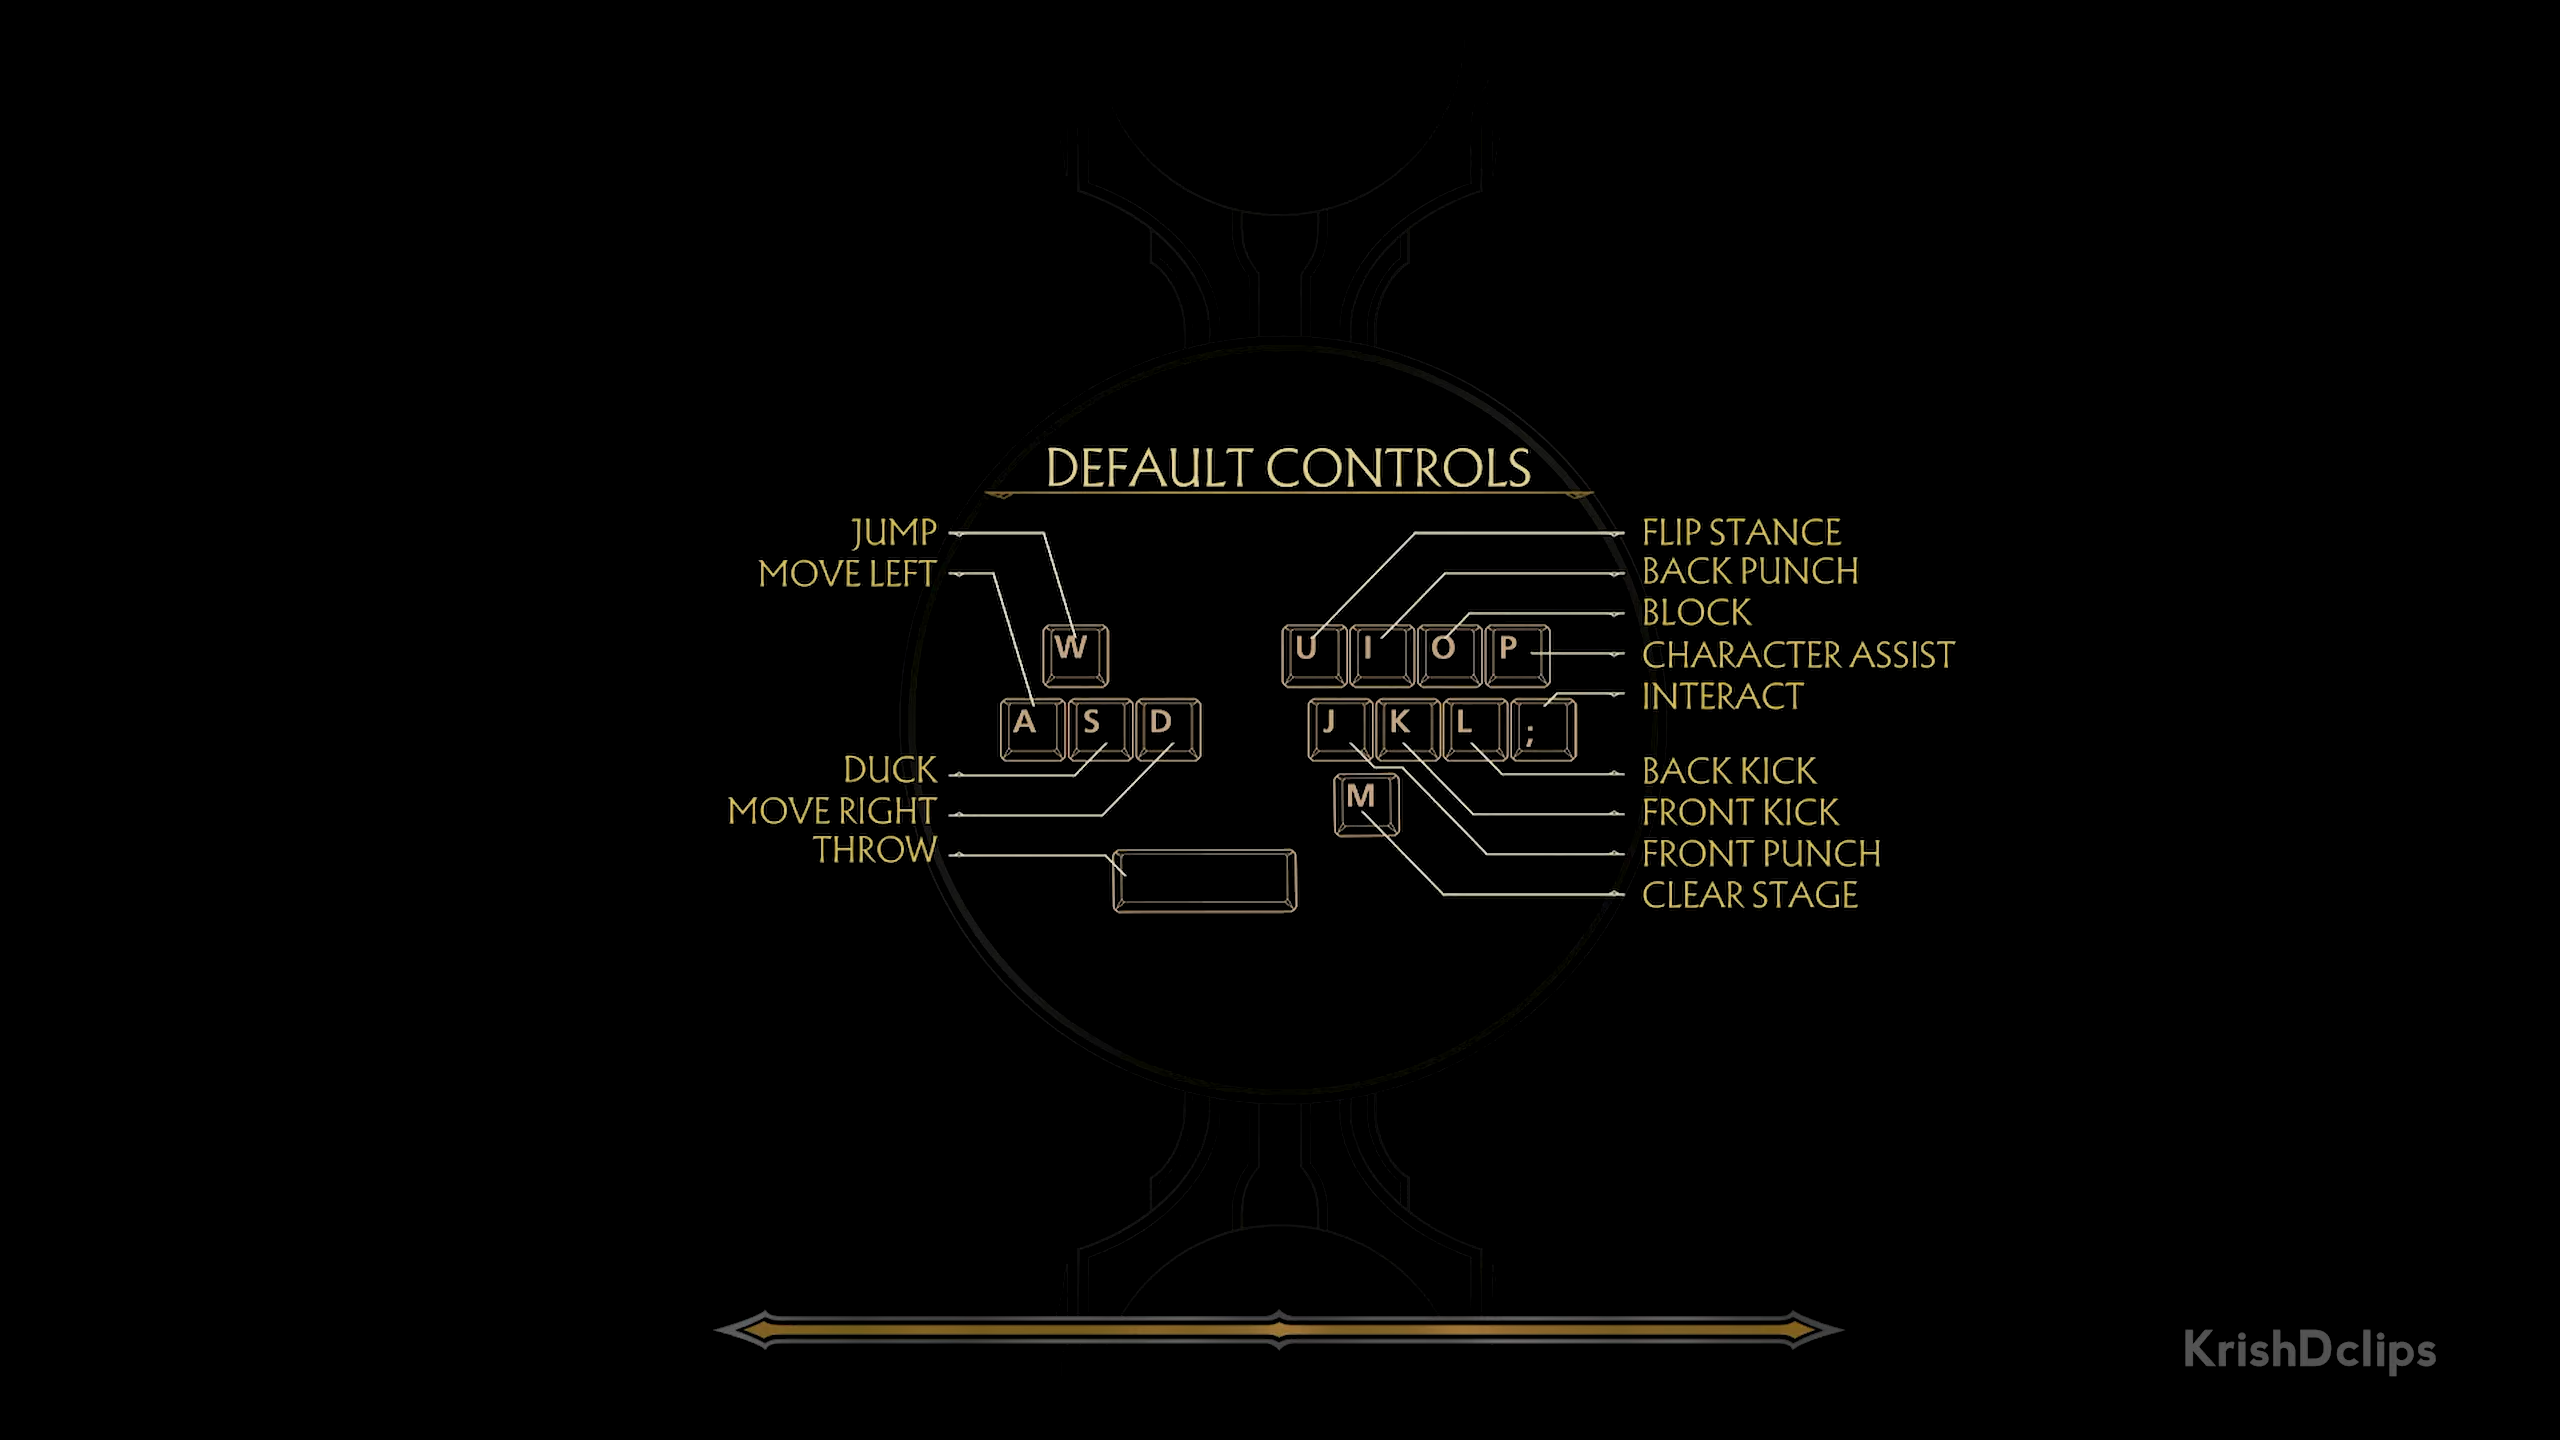 DEFAULT CONTROLS
JUMP
MOVE LEFT
FLIP STANCE
BACK PUNCH
BLOCK
CHARACTER ASSIST
INTERACT
W
U I O P
A S D
J K L ;
M
DUCK
MOVE RIGHT
THROW
BACK KICK
FRONT KICK
FRONT PUNCH
CLEAR STAGE
KrishDclips